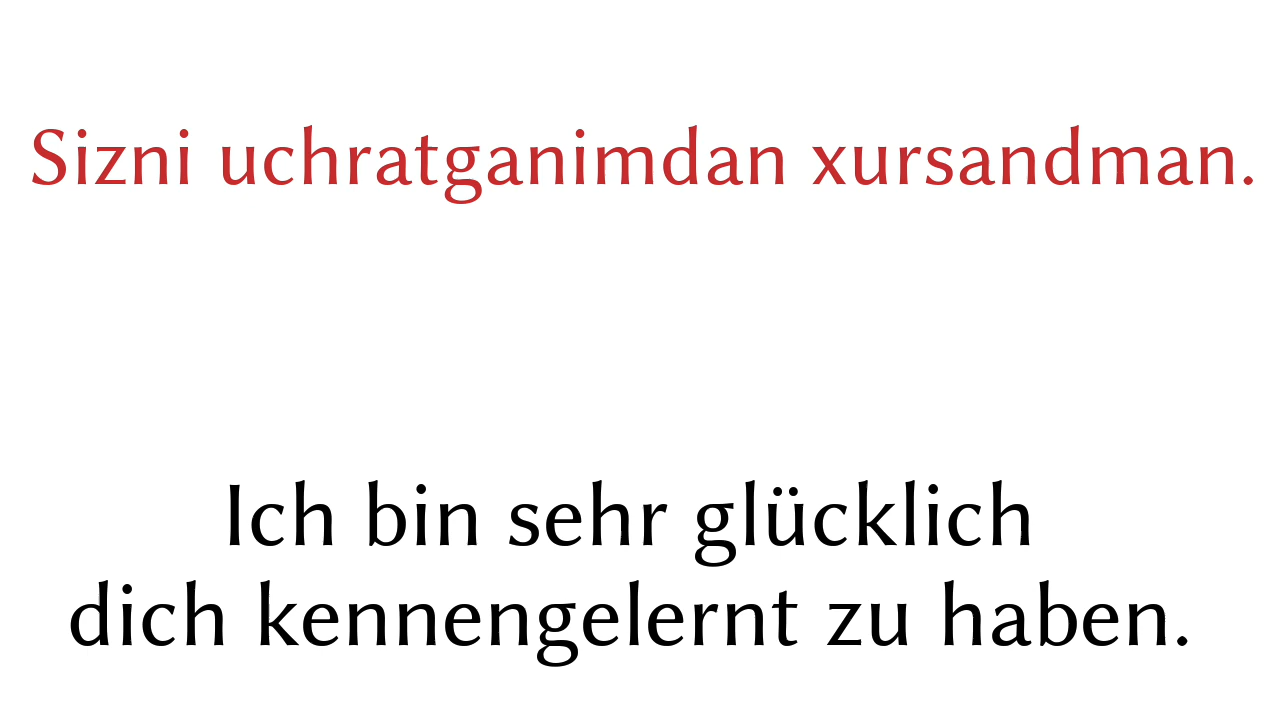 Sizni uchratganimdan xursandman.
Ich bin sehr glücklich
dich kennengelernt zu haben.